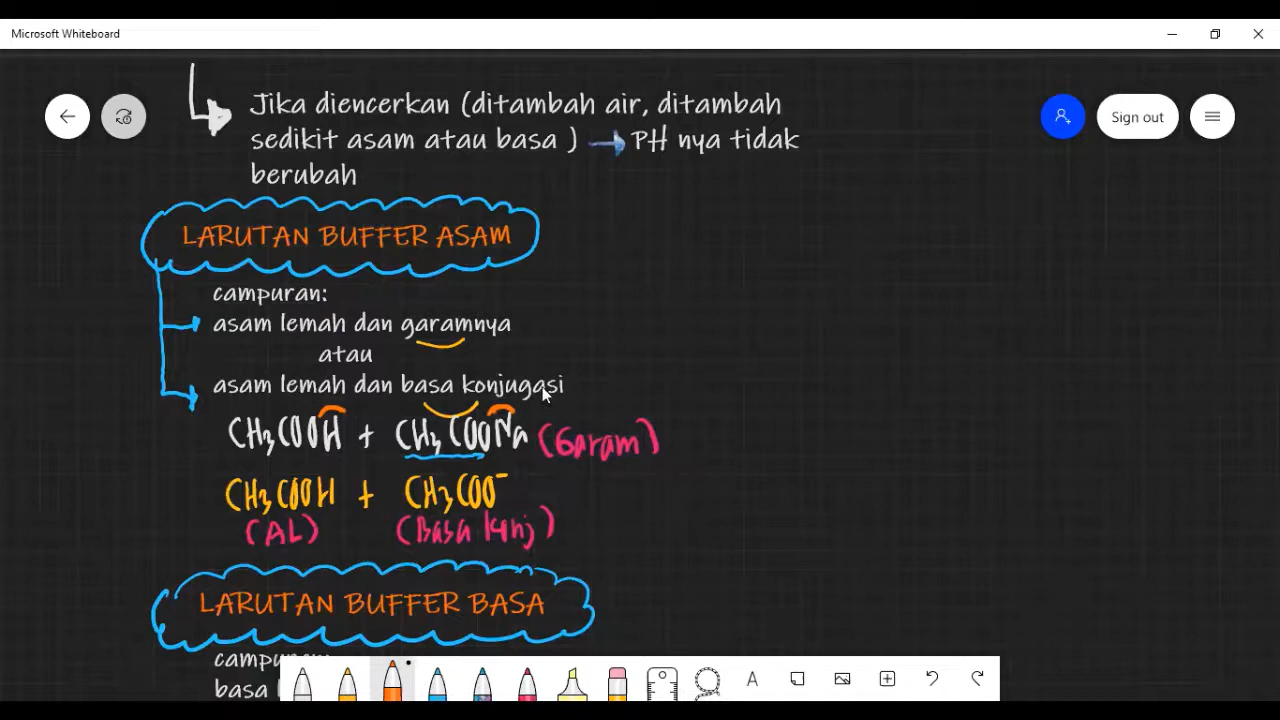 Microsoft Whiteboard
Sign out
Jika diencerkan (ditambah air, ditambah
sedikit asam atau basa ) → PH nya tidak
berubah
LARUTAN BUFFER ASAM
campuran:
asam lemah dan garamnya
atau
asam lemah dan basa konjugasi
CH3COOH + CH3COONa (Garam)
CH3COOH + CH3COO⁻
(AL) (Basa konj)
LARUTAN BUFFER BASA
basa
A